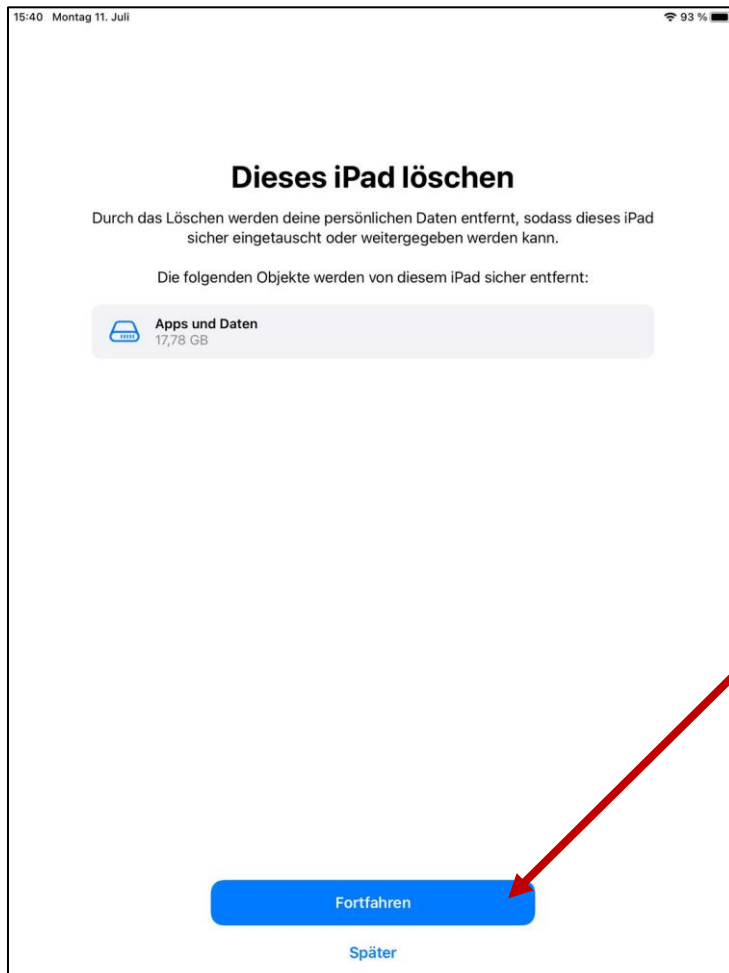 15:40 Montag 11. Juli
93 %
Dieses iPad löschen
Durch das Löschen werden deine persönlichen Daten entfernt, sodass dieses iPad
sicher eingetauscht oder weitergegeben werden kann.
Die folgenden Objekte werden von diesem iPad sicher entfernt:
Apps und Daten
17,78 GB
Fortfahren
Später